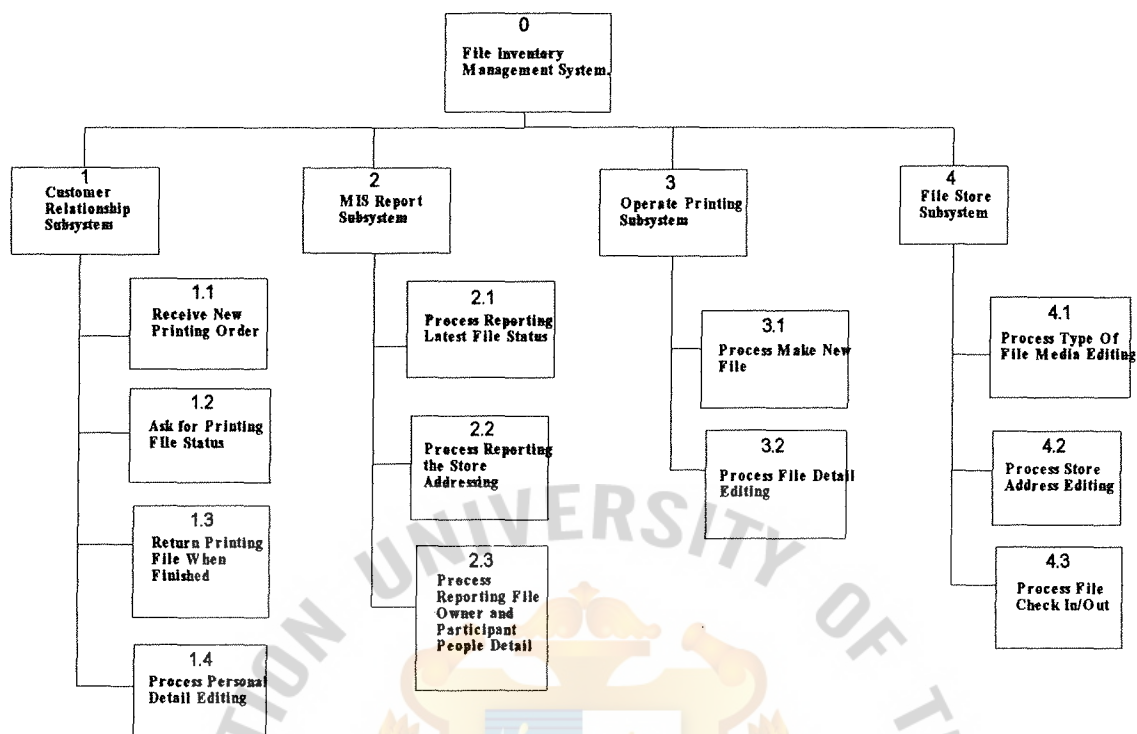 0
File Inventory
Management System.
1
Customer
Relationship
Subsystem
2
MIS Report
Subsystem
3
Operate Printing
Subsystem
4
File Store
Subsystem
1.1
Receive New
Printing Order
1.2
Ask for Printing
File Status
1.3
Return Printing
File When
Finished
1.4
Process Personal
Detail Editing
2.1
Process Reporting
Latest File Status
2.2
Process Reporting
the Store
Addressing
2.3
Process
Reporting File
Owner and
Participant
People Detail
3.1
Process Make New
File
3.2
Process File Detail
Editing
4.1
Process Type Of
File Media Editing
4.2
Process Store
Address Editing
4.3
Process File
Check In/Out
UNIVERSITY OF